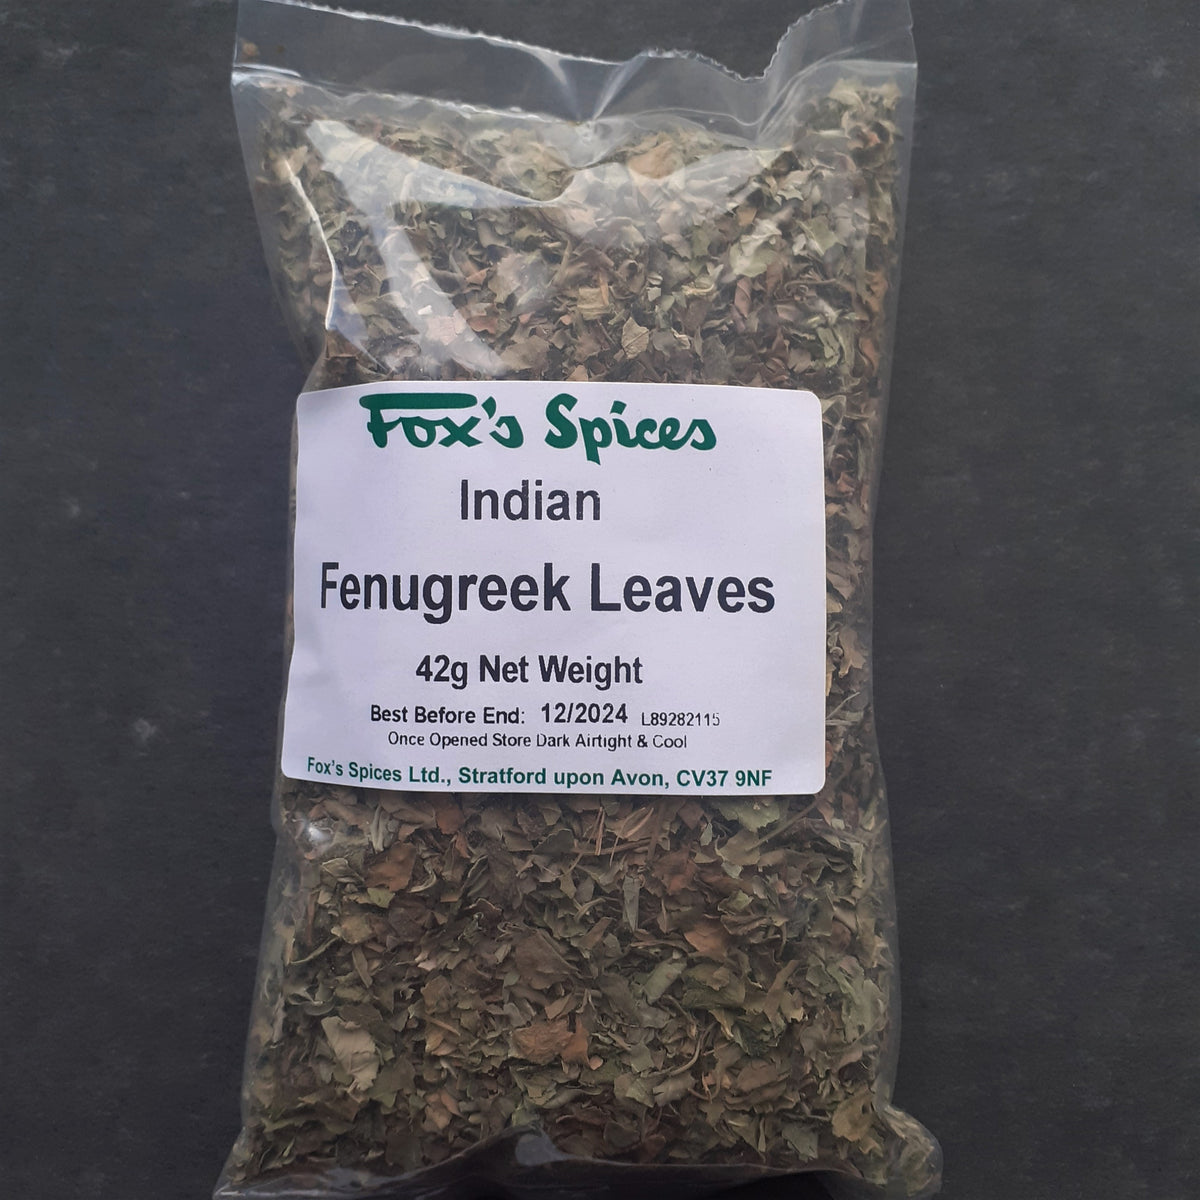 Fox's Spices
Indian
Fenugreek Leaves
42g Net Weight
Best Before End: 12/2024 L89282115
Once Opened Store Dark Airtight & Cool
Fox's Spices Ltd., Stratford upon Avon, CV37 9NF